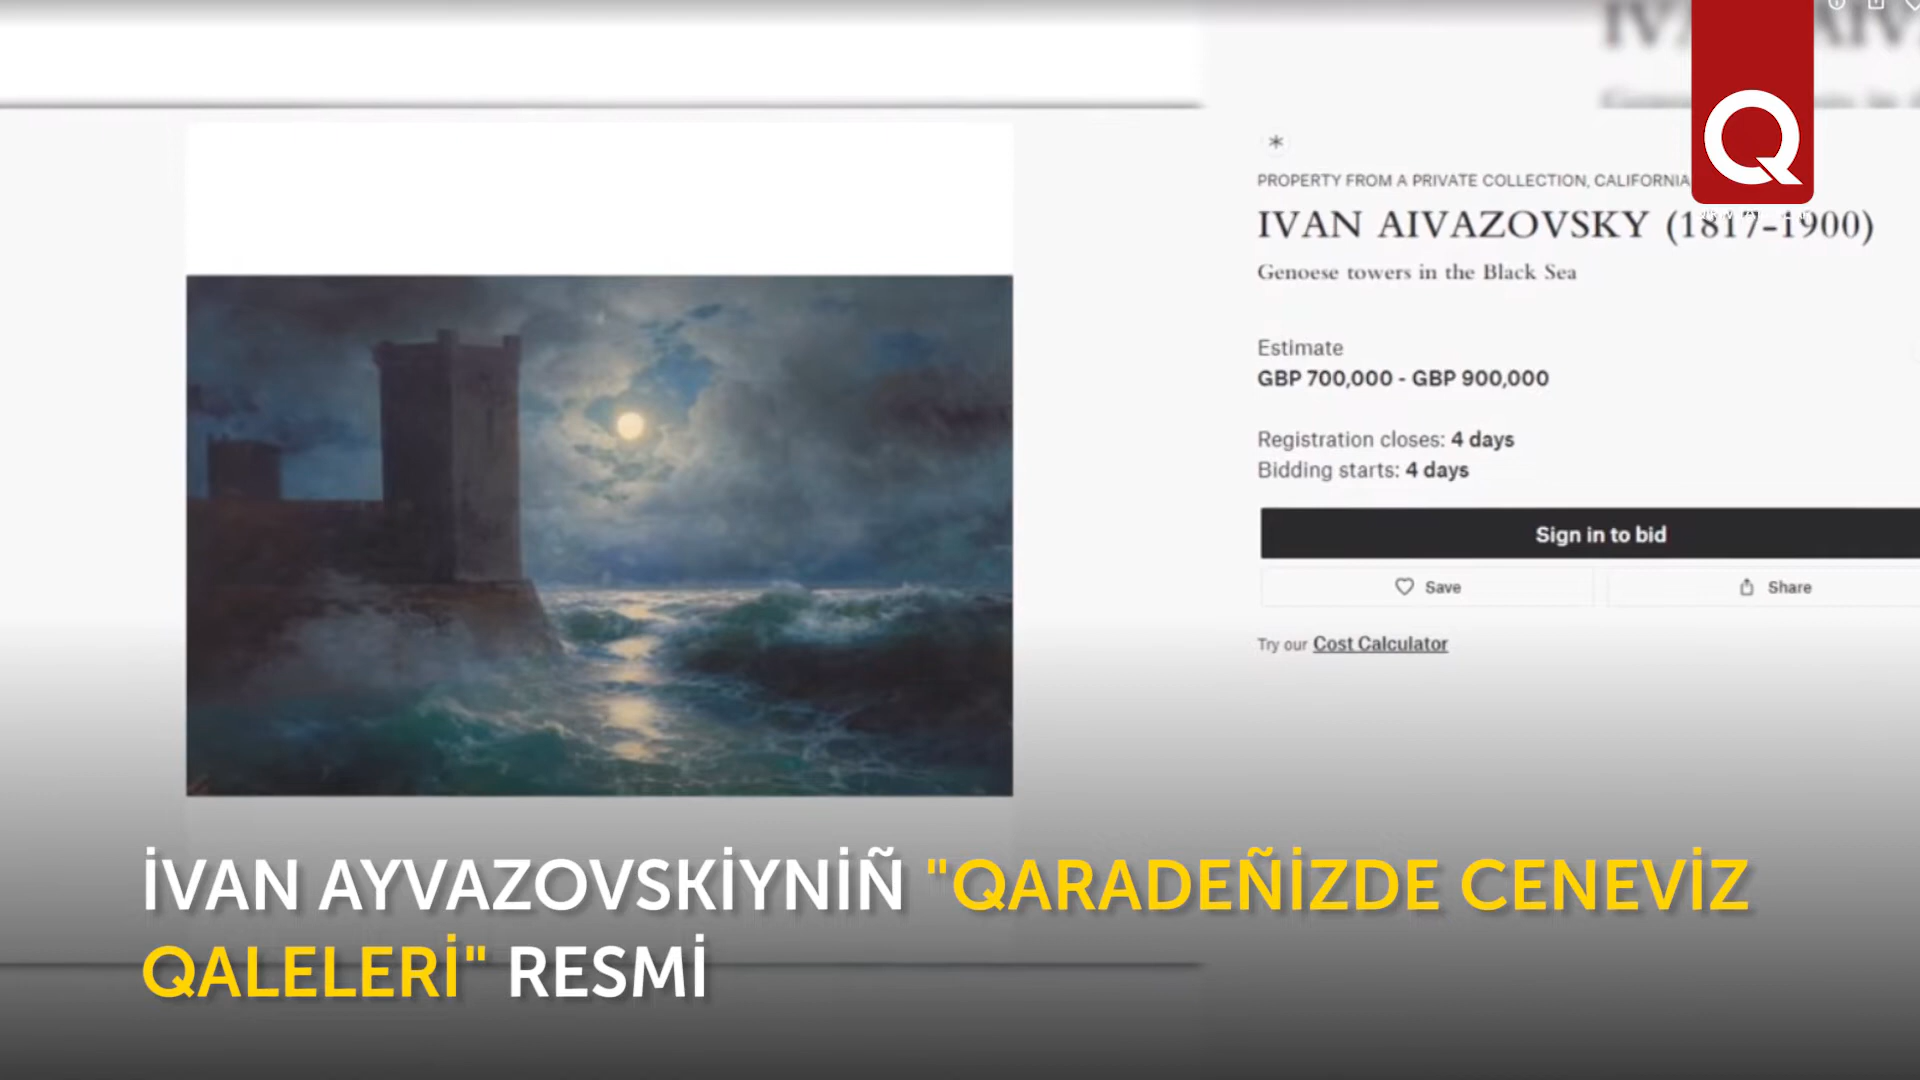 PROPERTY FROM A PRIVATE COLLECTION, CALIFORNIA
IVAN AIVAZOVSKY (1817-1900)
Genoese towers in the Black Sea
Estimate
GBP 700,000 - GBP 900,000
Registration closes: 4 days
Bidding starts: 4 days
Sign in to bid
Save
Share
Try our Cost Calculator
İVAN AYVAZOVSKİYNİÑ "QARADEÑİZDE CENEVİZ
QALELERİ" RESMİ